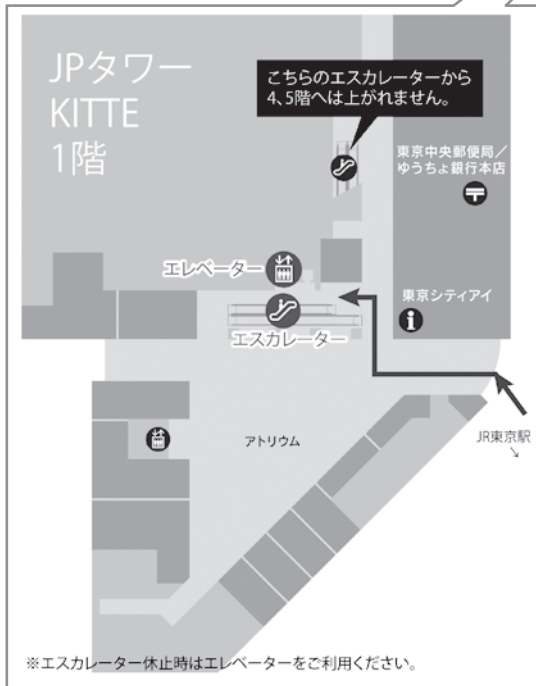 JPタワー
KITTE
1階
こちらのエスカレーターから
4、5階へは上がれません。
東京中央郵便局／
ゆうちょ銀行本店
エレベーター
東京シティアイ
エスカレーター
アトリウム
JR東京駅
※エスカレーター休止時はエレベーターをご利用ください。